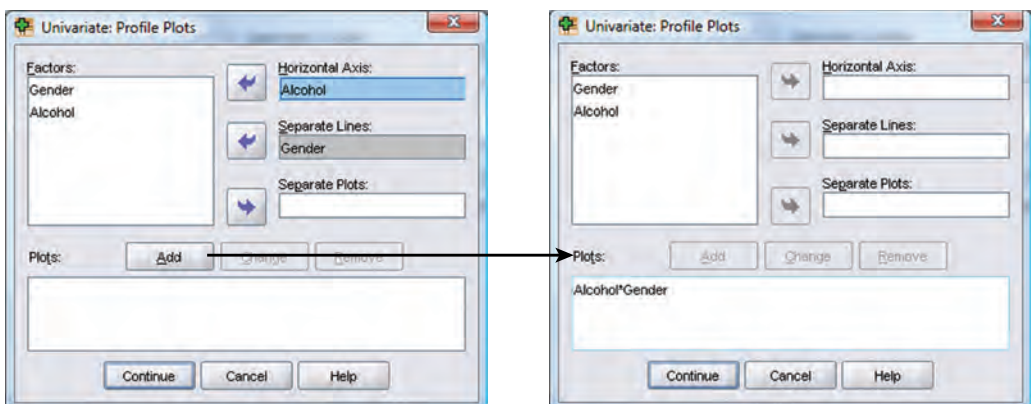 Univariate: Profile Plots
Factors:
Gender
Alcohol
Horizontal Axis:
Alcohol
Separate Lines:
Gender
Separate Plots:
Plots:
Add
Change
Remove
Continue
Cancel
Help
Univariate: Profile Plots
Factors:
Gender
Alcohol
Horizontal Axis:
Separate Lines:
Separate Plots:
Plots:
Add
Change
Remove
Alcohol*Gender
Continue
Cancel
Help